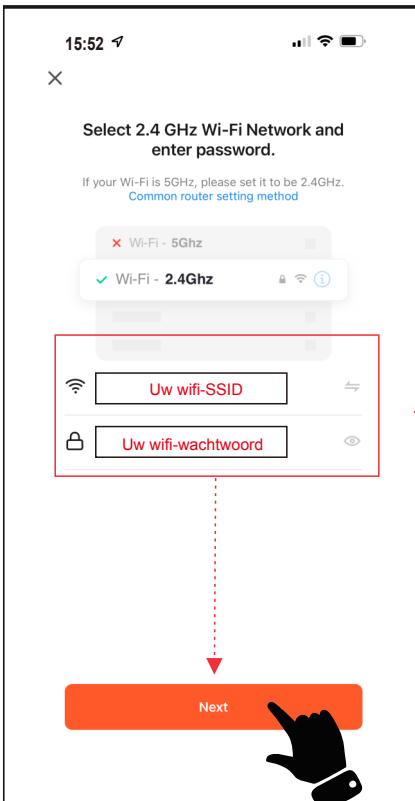 15:52
Select 2.4 GHz Wi-Fi Network and
enter password.
If your Wi-Fi is 5GHz, please set it to be 2.4GHz.
Common router setting method
Wi-Fi - 5Ghz
Wi-Fi - 2.4Ghz
Uw wifi-SSID
Uw wifi-wachtwoord
Next